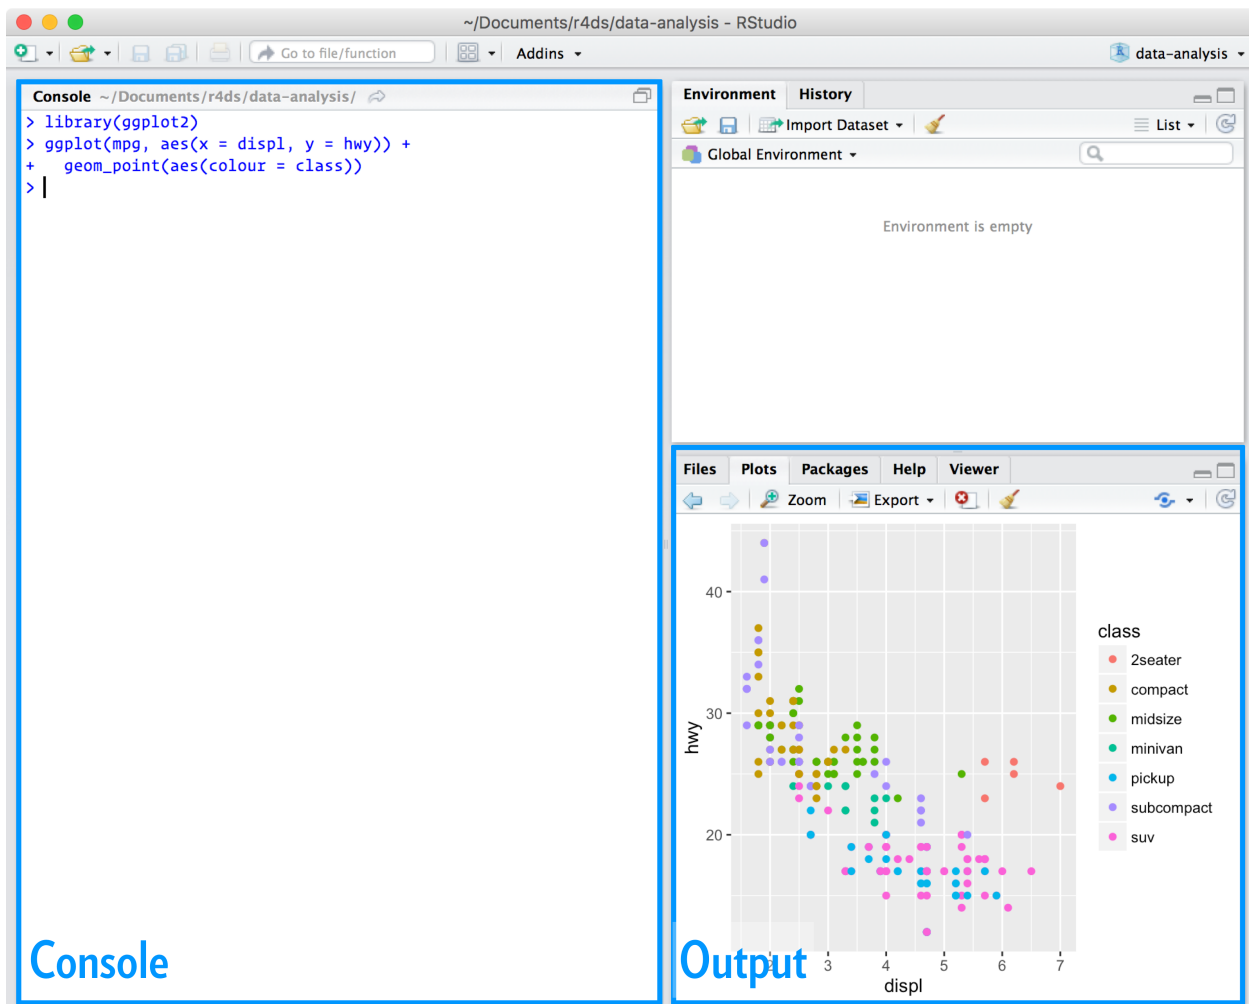 ~/Documents/r4ds/data-analysis - RStudio
Go to file/function
Addins
data-analysis
Console ~/Documents/r4ds/data-analysis/
> library(ggplot2)
> ggplot(mpg, aes(x = displ, y = hwy)) +
+   geom_point(aes(colour = class))
>
Console
Environment History
Import Dataset
List
Global Environment
Environment is empty
Files Plots Packages Help Viewer
Zoom Export
40
30
20
hwy
2 3 4 5 6 7
displ
class
2seater
compact
midsize
minivan
pickup
subcompact
suv
Output